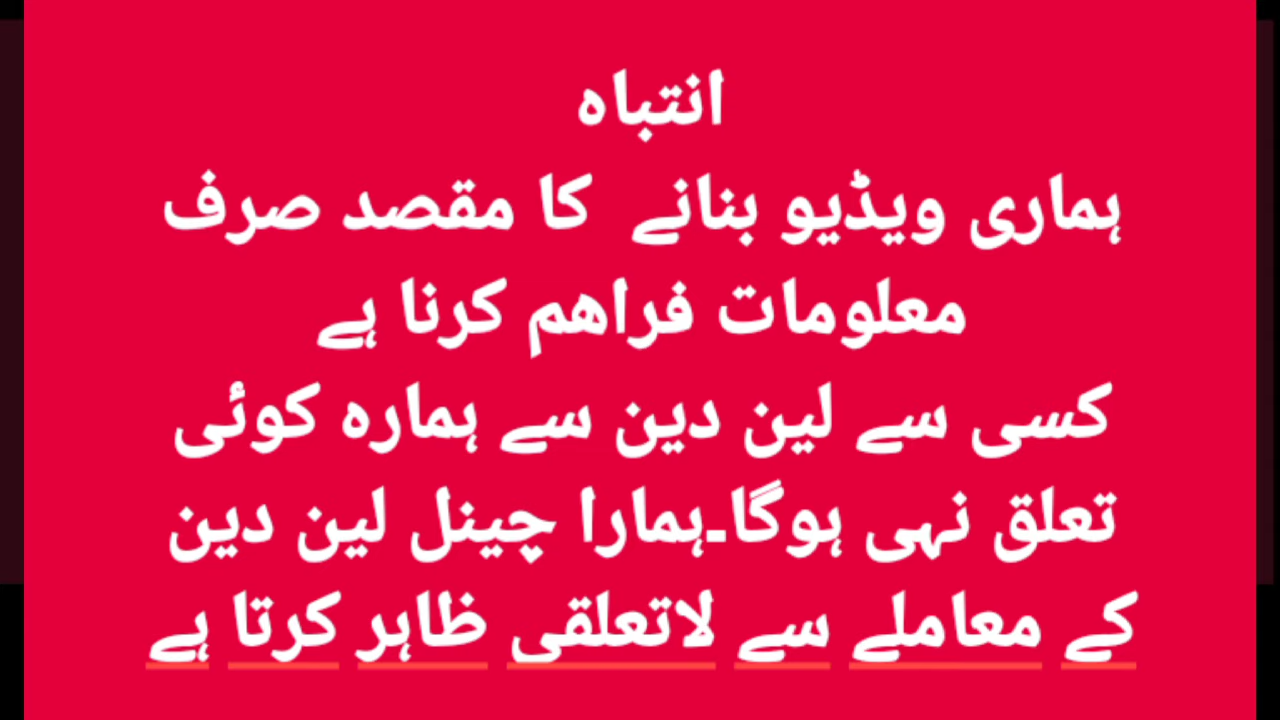 انتباہ
ہماری ویڈیو بنانے کا مقصد صرف
معلومات فراھم کرنا ہے
کسی سے لین دین سے ہمارہ کوئی
تعلق نہی ہوگا۔ہمارا چینل لین دین
کے معاملے سے لاتعلقی ظاہر کرتا ہے